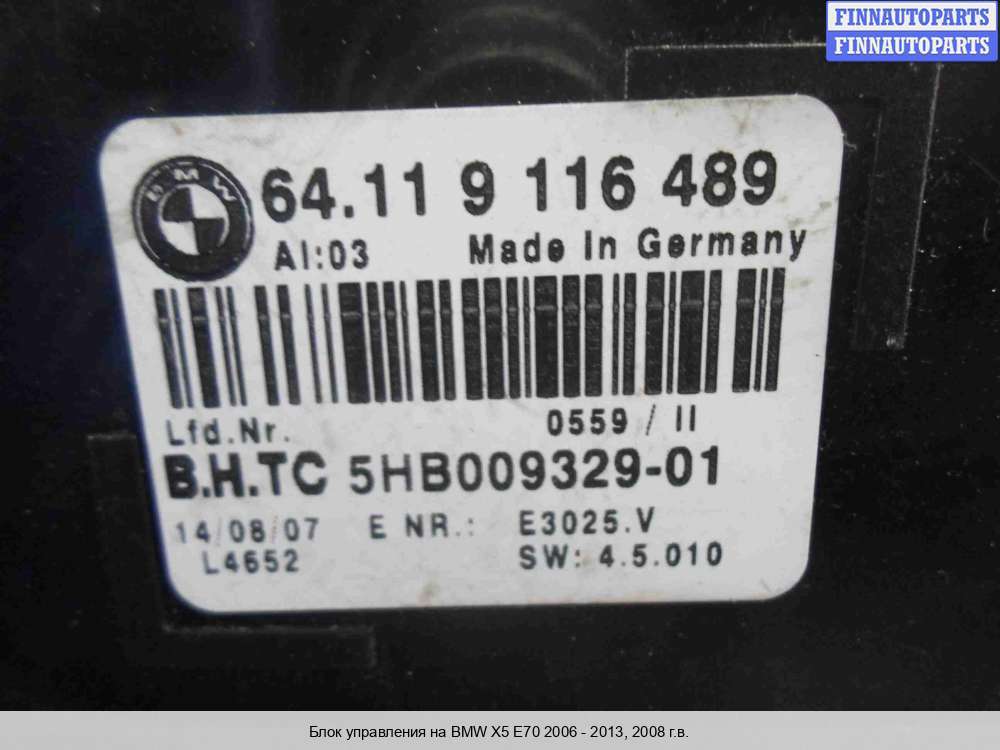 FINNAUTOPARTS
FINNAUTOPARTS
BMW
64.11 9 116 489
AI:03 Made In Germany
Lfd.Nr. 0559 / II
B.H.TC 5HB009329-01
14/08/07 E NR.: E3025.V
L4652 SW: 4.5.010
Блок управления на BMW X5 E70 2006 - 2013, 2008 г.в.